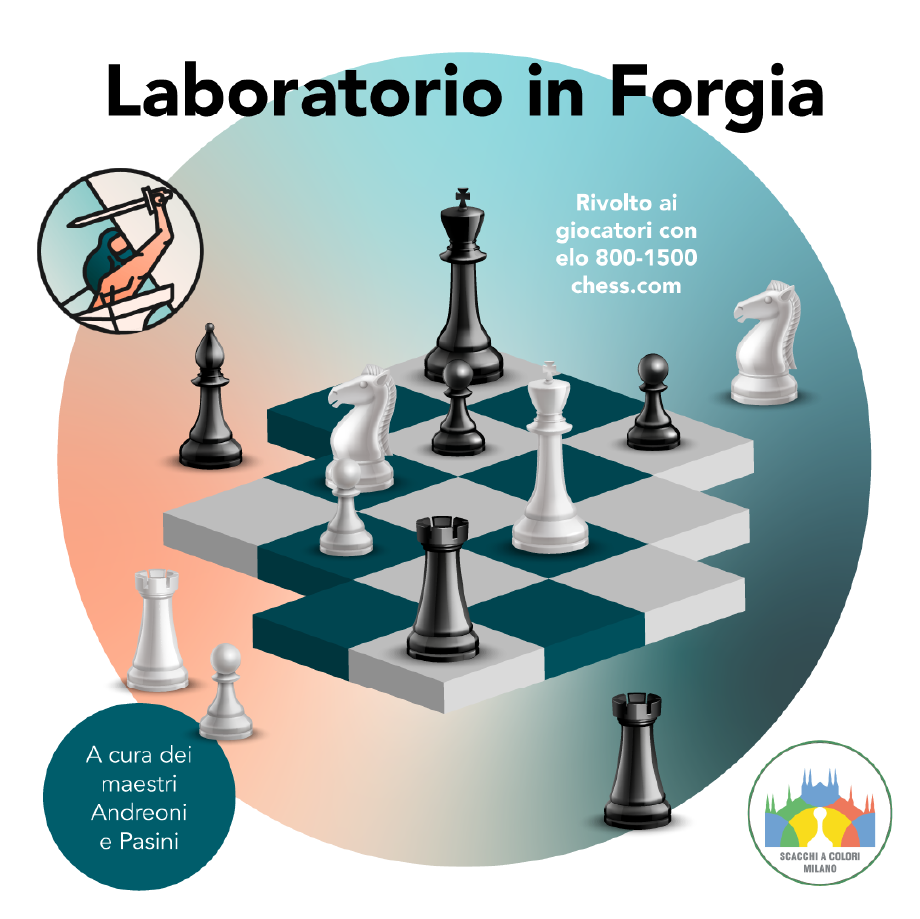 Laboratorio in Forgia
Rivolto ai
giocatori con
elo 800-1500
chess.com
A cura dei
maestri
Andreoni
e Pasini
SCACCHI A COLORI
MILANO